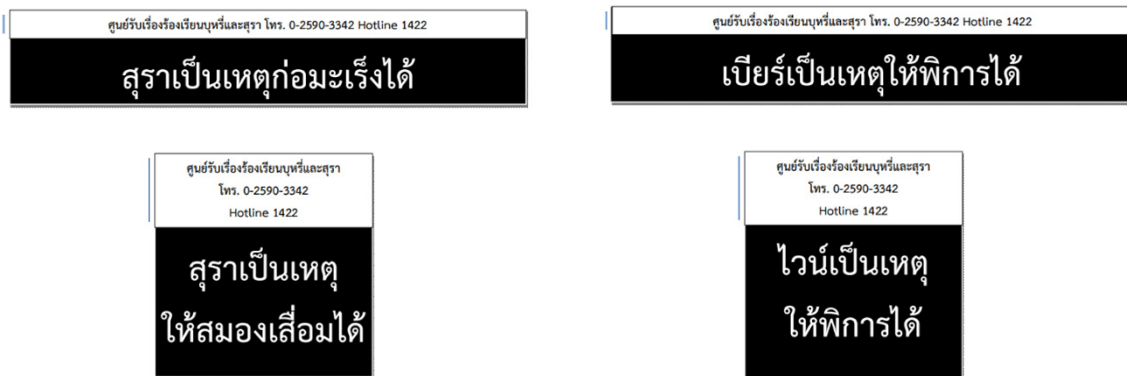 ศูนย์รับเรื่องร้องเรียนบุหรี่และสุรา โทร. 0-2590-3342 Hotline 1422
สุราเป็นเหตุก่อมะเร็งได้
ศูนย์รับเรื่องร้องเรียนบุหรี่และสุรา โทร. 0-2590-3342 Hotline 1422
เบียร์เป็นเหตุให้พิการได้
ศูนย์รับเรื่องร้องเรียนบุหรี่และสุรา
โทร. 0-2590-3342
Hotline 1422
สุราเป็นเหตุ
ให้สมองเสื่อมได้
ศูนย์รับเรื่องร้องเรียนบุหรี่และสุรา
โทร. 0-2590-3342
Hotline 1422
ไวน์เป็นเหตุ
ให้พิการได้